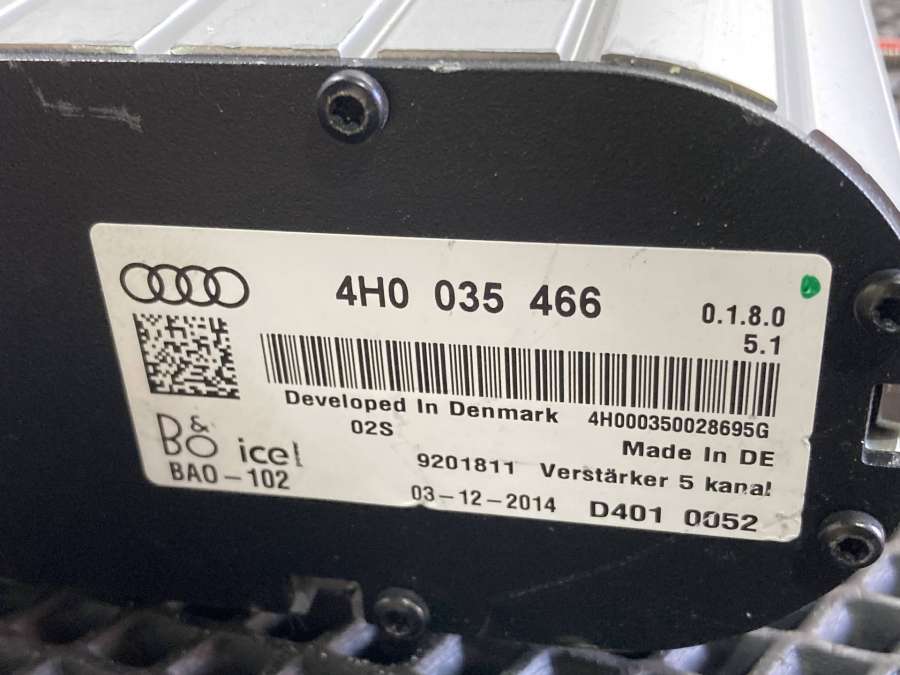 4H0 035 466
0.1.8.0
5.1
Developed In Denmark 4H000350028695G
02S
Made In DE
B&O icel
BAO-102
9201811 Verstärker 5 kanal
03-12-2014 D401 0052